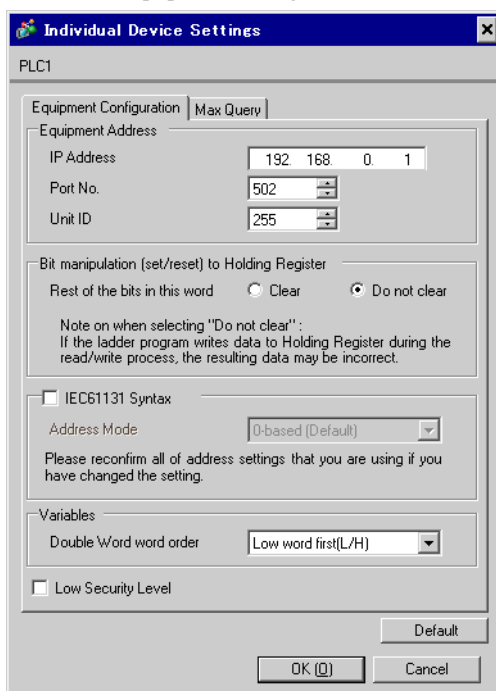 Individual Device Settings
PLC1
Equipment Configuration Max Query
Equipment Address
IP Address 192. 168. 0. 1
Port No. 502
Unit ID 255
Bit manipulation (set/reset) to Holding Register
Rest of the bits in this word Clear Do not clear
Note on when selecting "Do not clear" :
If the ladder program writes data to Holding Register during the
read/write process, the resulting data may be incorrect.
IEC61131 Syntax
Address Mode 0-based (Default)
Please reconfirm all of address settings that you are using if you
have changed the setting.
Variables
Double Word word order Low word first(L/H)
Low Security Level
Default
OK (O) Cancel